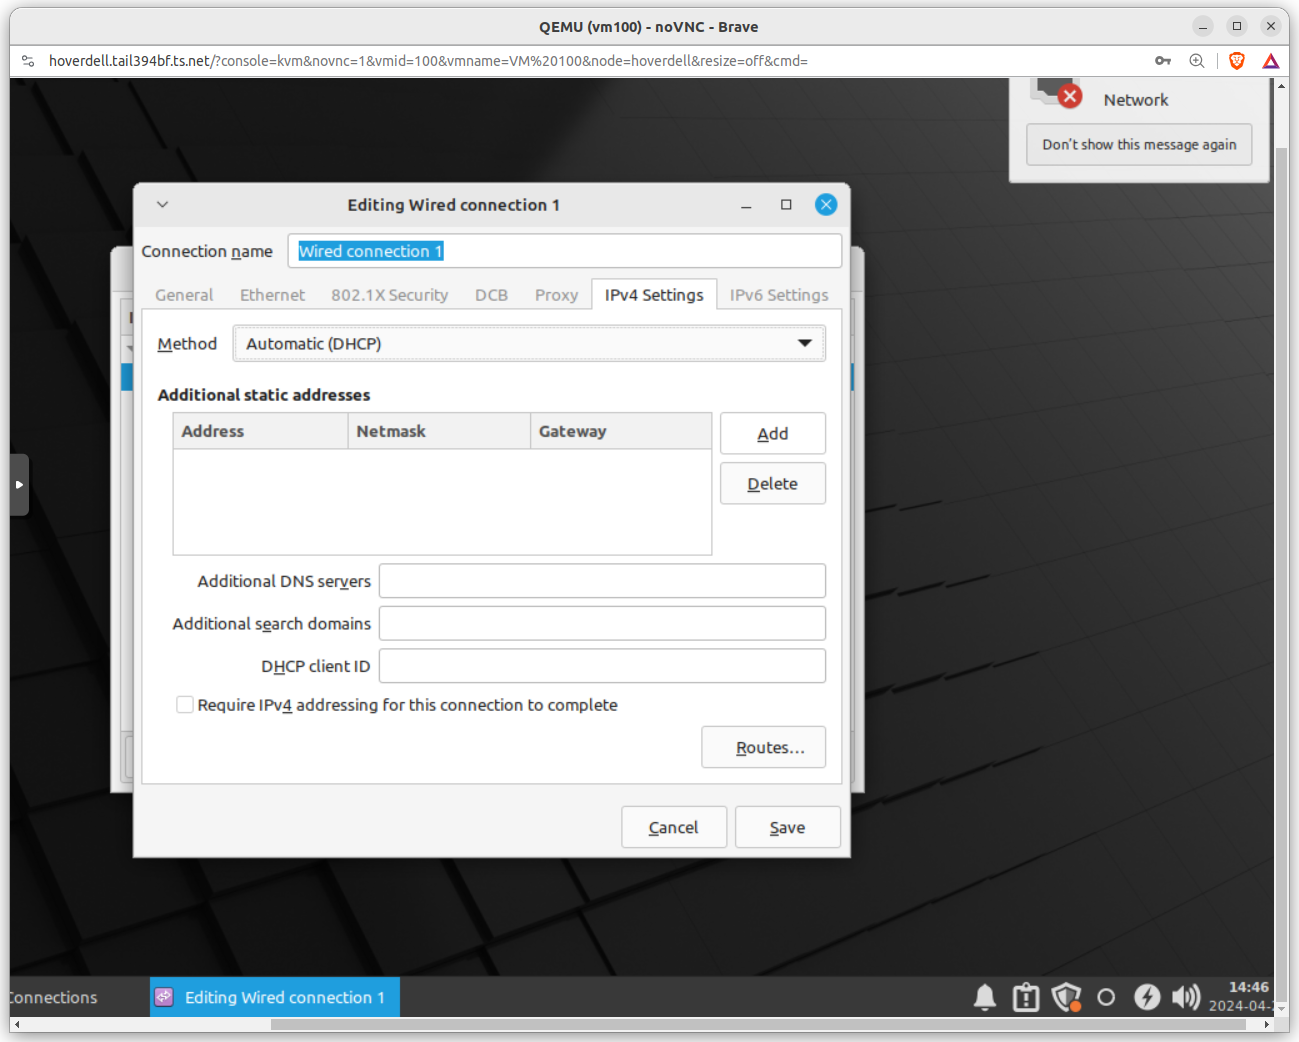 QEMU (vm100) - noVNC - Brave
hoverdell.tail394bf.ts.net/?console=kvm&novnc=1&vmid=100&vmname=VM%20100&node=hoverdell&resize=off&cmd=
Network
Don't show this message again
Editing Wired connection 1
Connection name Wired connection 1
General Ethernet 802.1X Security DCB Proxy IPv4 Settings IPv6 Settings
Method Automatic (DHCP)
Additional static addresses
Address Netmask Gateway
Add
Delete
Additional DNS servers
Additional search domains
DHCP client ID
Require IPv4 addressing for this connection to complete
Routes...
Cancel Save
Connections Editing Wired connection 1
14:46
2024-04-